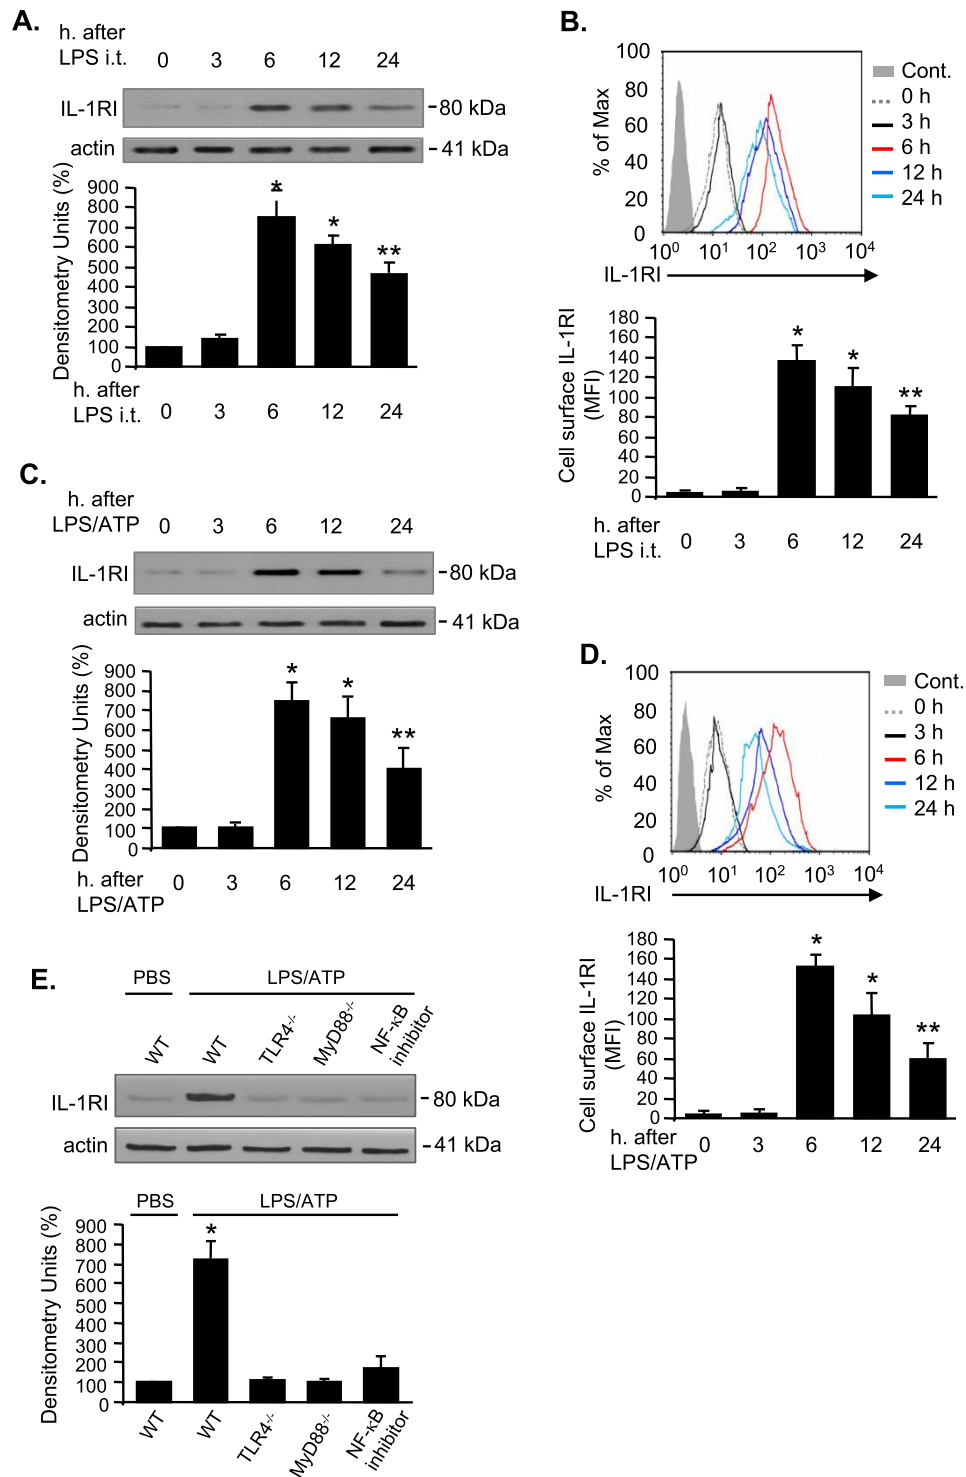 A.
h. after
LPS i.t. 0 3 6 12 24
IL-1RI 80 kDa
actin 41 kDa
Densitometry Units (%)
900
800
700
600
500
400
300
200
100
0
* * **
h. after
LPS i.t. 0 3 6 12 24
B.
% of Max
100
80
60
40
20
0
10⁰ 10¹ 10² 10³ 10⁴
IL-1RI
Cont.
0 h
3 h
6 h
12 h
24 h
Cell surface IL-1RI
(MFI)
180
160
140
120
100
80
60
40
20
0
* * **
h. after
LPS i.t. 0 3 6 12 24
C.
h. after
LPS/ATP 0 3 6 12 24
IL-1RI 80 kDa
actin 41 kDa
Densitometry Units (%)
900
800
700
600
500
400
300
200
100
0
* * **
h. after
LPS/ATP 0 3 6 12 24
D.
% of Max
100
80
60
40
20
0
10⁰ 10¹ 10² 10³ 10⁴
IL-1RI
Cont.
0 h
3 h
6 h
12 h
24 h
Cell surface IL-1RI
(MFI)
180
160
140
120
100
80
60
40
20
0
* * **
h. after
LPS/ATP 0 3 6 12 24
E.
PBS LPS/ATP
WT WT TLR4-/- MyD88-/- NF-κB
inhibitor
IL-1RI 80 kDa
actin 41 kDa
PBS LPS/ATP
Densitometry Units (%)
900
800
700
600
500
400
300
200
100
0
*
WT WT TLR4-/- MyD88-/- NF-κB
inhibitor